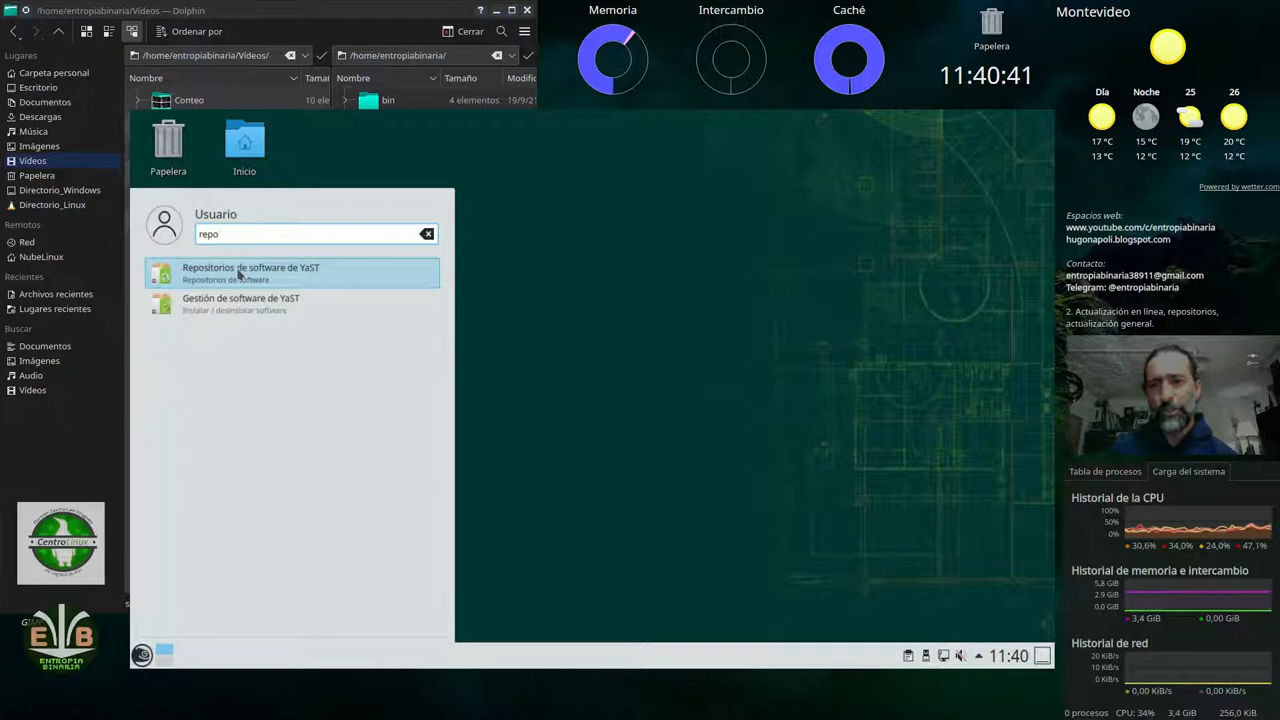 /home/entropiabinaria/Vídeos — Dolphin
Ordenar por
Cerrar
Lugares
Carpeta personal
Escritorio
Documentos
Descargas
Música
Imágenes
Vídeos
Papelera
Directorio_Windows
Directorio_Linux
Remotos
Red
NubeLinux
Recientes
Archivos recientes
Lugares recientes
Buscar
Documentos
Imágenes
Audio
Vídeos
/home/entropiabinaria/Vídeos/
/home/entropiabinaria/
Nombre
Tamaí
Nombre
Tamaño
Modific
Conteo
10 ele
bin
4 elementos
19/9/21
Memoria
Intercambio
Caché
Papelera
11:40:41
Montevideo
Día
Noche
25
26
17 °C
15 °C
19 °C
20 °C
13 °C
12 °C
12 °C
12 °C
Powered by wetter.com
Espacios web:
www.youtube.com/c/entropiabinaria
hugonapoli.blogspot.com
Contacto:
entropiabinaria38911@gmail.com
Telegram: @entropiabinaria
2. Actualización en línea, repositorios,
actualización general.
Papelera
Inicio
Usuario
repo
Repositorios de software de YaST
Repositorios de software
Gestión de software de YaST
Instalar / desinstalar software
11:40
CentroLinux
E B
ENTROPIA
BINARIA
Tabla de procesos
Carga del sistema
Historial de la CPU
100%
50%
0%
30,6%
34,0%
24,0%
47,1%
Historial de memoria e intercambio
5,8 GiB
2.9 GiB
0.0 GiB
3,4 GiB
0,00 GiB
Historial de red
20 KiB/s
10 KiB/s
0 KiB/s
0,00 KiB/s
0,00 KiB/s
0 procesos
CPU: 34%
3,4 GiB
256,0 KiB